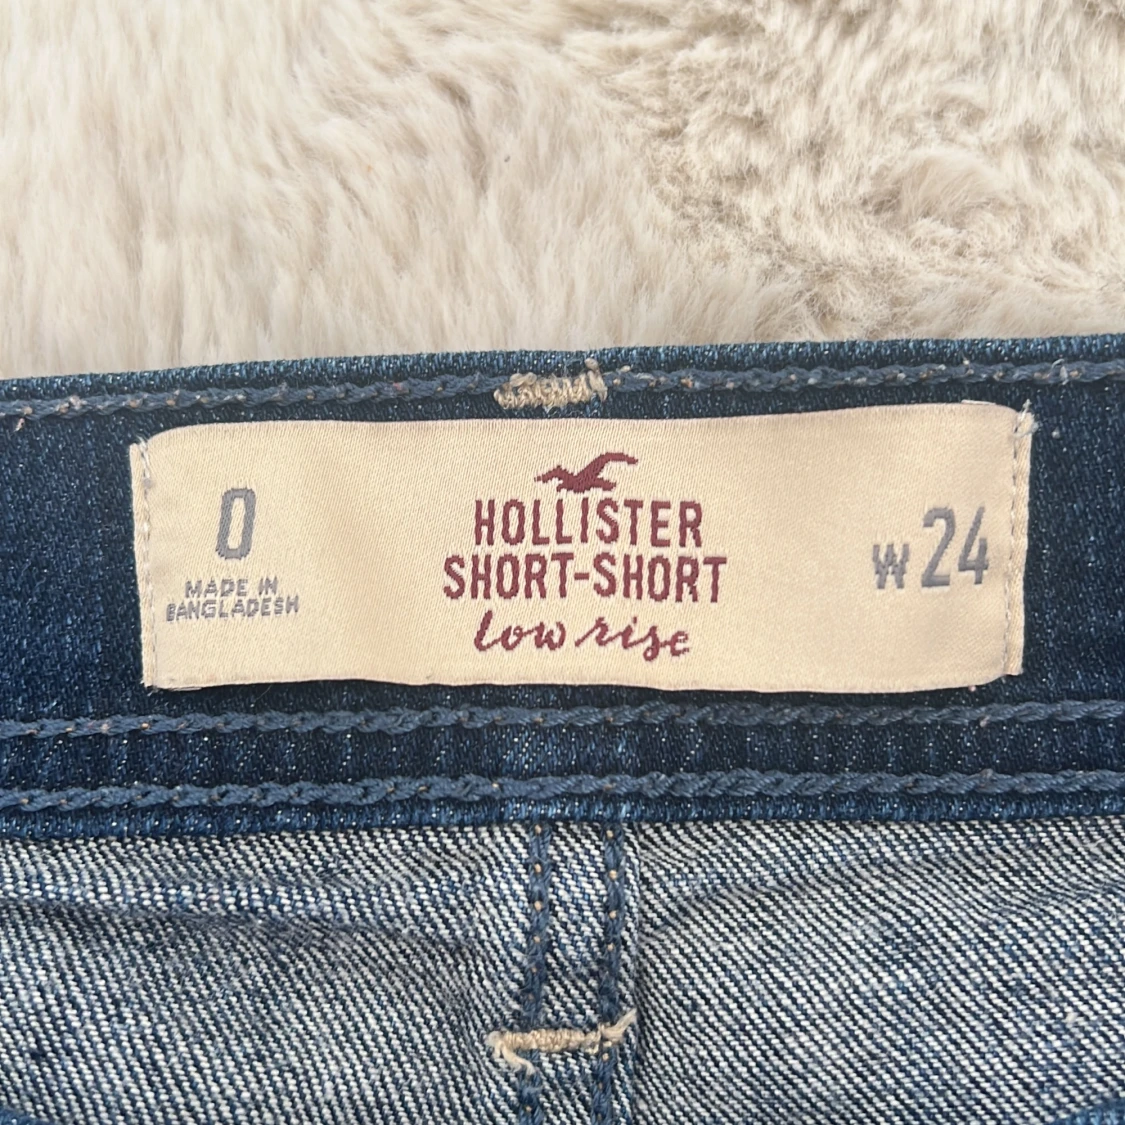 0
MADE IN
BANGLADESH
HOLLISTER
SHORT-SHORT
low rise
W 24